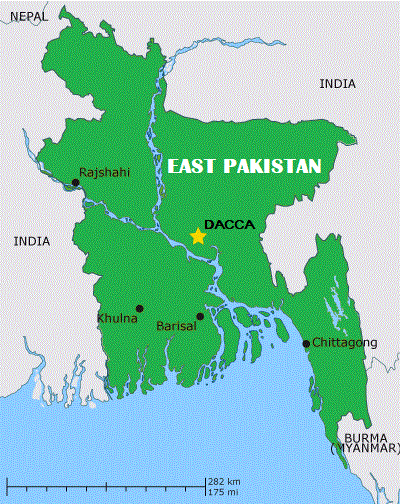 NEPAL
INDIA
EAST PAKISTAN
Rajshahi
DACCA
INDIA
Khulna
Barisal
Chittagong
BURMA
(MYANMAR)
282 km
175 mi